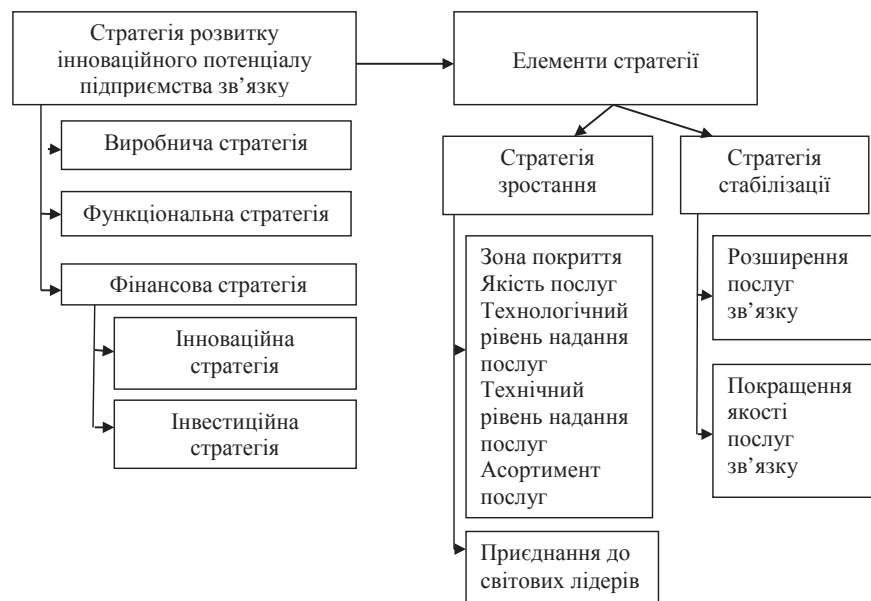 Стратегія розвитку
інноваційного потенціалу
підприємства зв’язку
Виробнича стратегія
Функціональна стратегія
Фінансова стратегія
Інноваційна
стратегія
Інвестиційна
стратегія
Елементи стратегії
Стратегія
зростання
Зона покриття
Якість послуг
Технологічний
рівень надання
послуг
Технічний
рівень надання
послуг
Асортимент
послуг
Приєднання до
світових лідерів
Стратегія
стабілізації
Розширення
послуг
зв’язку
Покращення
якості
послуг
зв’язку